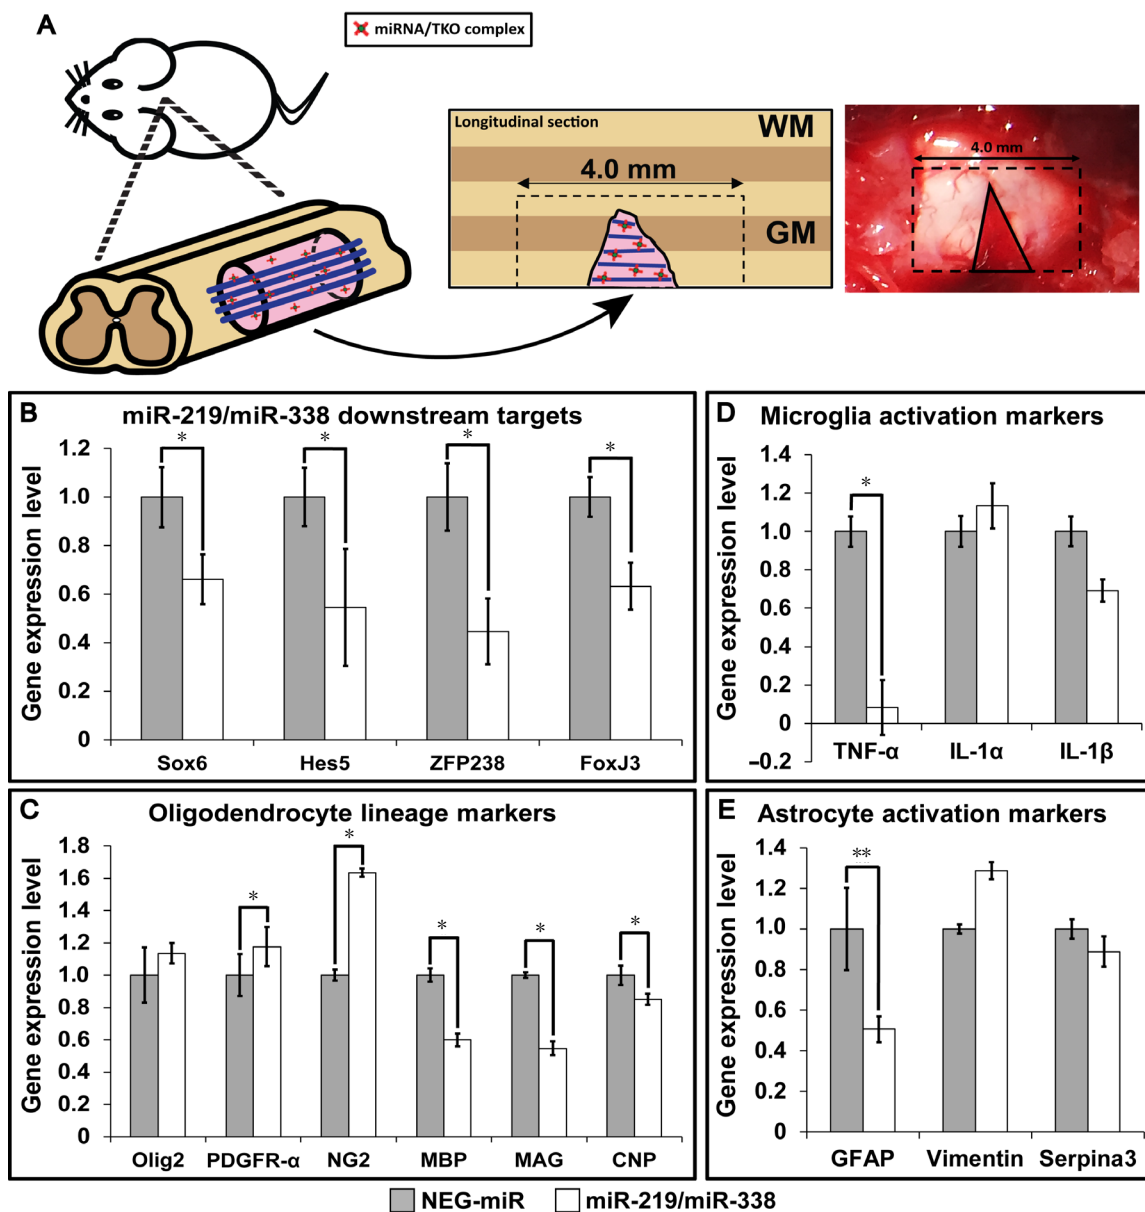 A
miRNA/TKO complex
Longitudinal section
WM
4.0 mm
GM
4.0 mm
B
miR-219/miR-338 downstream targets
Gene expression level
1.2
1.0
0.8
0.6
0.4
0.2
0
*
*
*
*
Sox6 Hes5 ZFP238 FoxJ3
C
Oligodendrocyte lineage markers
Gene expression level
1.8
1.6
1.4
1.2
1.0
0.8
0.6
0.4
0.2
0
*
*
*
*
*
Olig2 PDGFR-α NG2 MBP MAG CNP
D
Microglia activation markers
Gene expression level
1.4
1.2
1.0
0.8
0.6
0.4
0.2
0
–0.2
*
TNF-α IL-1α IL-1β
E
Astrocyte activation markers
Gene expression level
1.4
1.2
1.0
0.8
0.6
0.4
0.2
0
**
GFAP Vimentin Serpina3
NEG-miR miR-219/miR-338